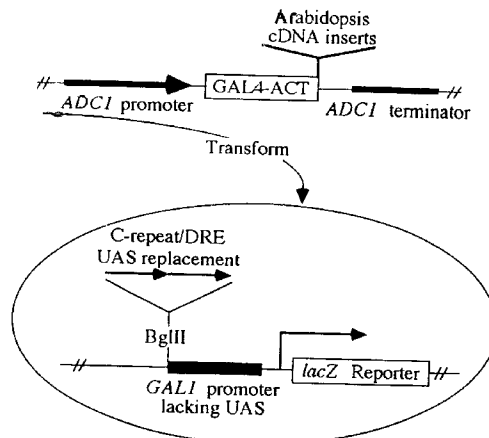 Arabidopsis
cDNA inserts
GAL4-ACT
ADC1 promoter
ADC1 terminator
Transform
C-repeat/DRE
UAS replacement
BglII
lacZ Reporter
GAL1 promoter
lacking UAS